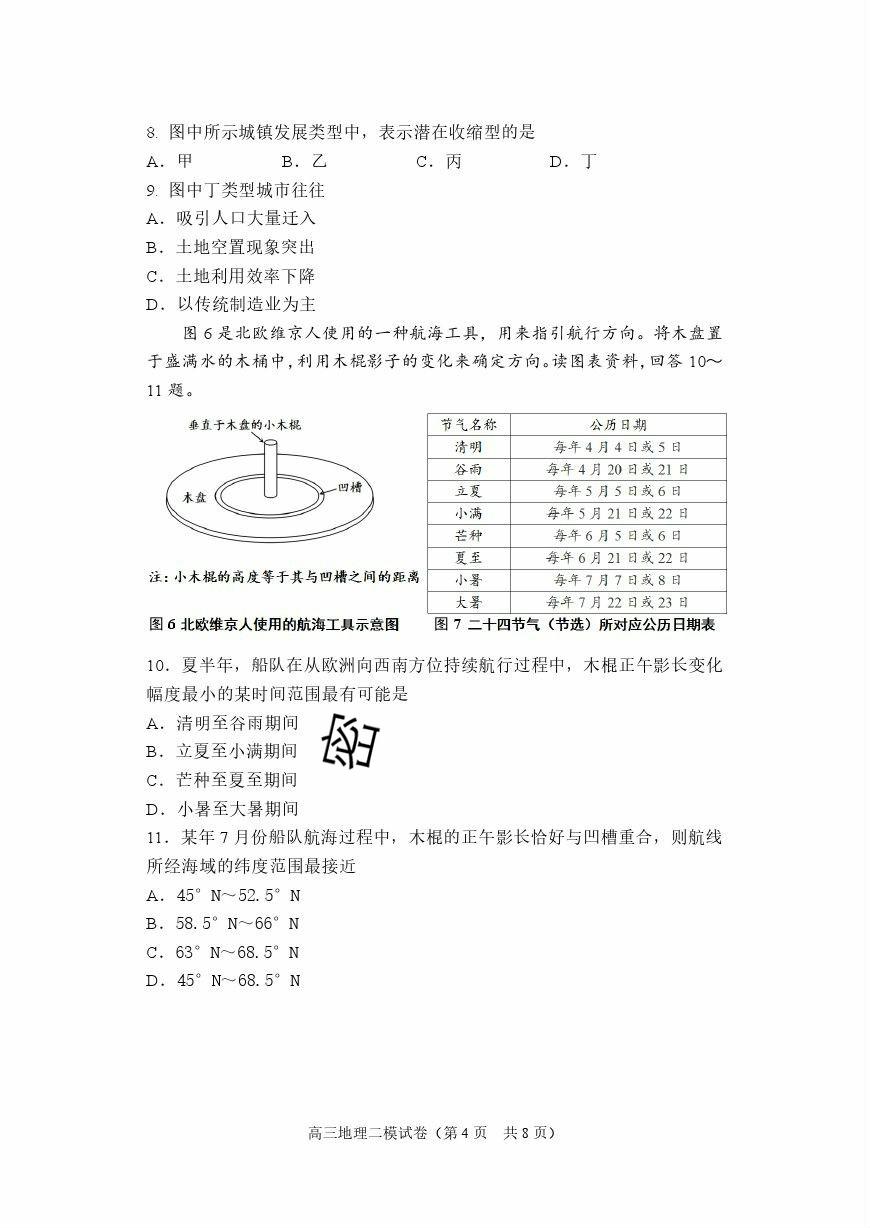 8. 图中所示城镇发展类型中，表示潜在收缩型的是
A．甲 B．乙 C．丙 D．丁
9. 图中丁类型城市往往
A．吸引人口大量迁入
B．土地空置现象突出
C．土地利用效率下降
D．以传统制造业为主
图 6 是北欧维京人使用的一种航海工具，用来指引航行方向。将木盘置
于盛满水的木桶中，利用木棍影子的变化来确定方向。读图表资料，回答 10～
11 题。
垂直于木盘的小木棍
凹槽
木盘
注：小木棍的高度等于其与凹槽之间的距离
图 6 北欧维京人使用的航海工具示意图
节气名称 公历日期
清明 每年 4 月 4 日或 5 日
谷雨 每年 4 月 20 日或 21 日
立夏 每年 5 月 5 日或 6 日
小满 每年 5 月 21 日或 22 日
芒种 每年 6 月 5 日或 6 日
夏至 每年 6 月 21 日或 22 日
小暑 每年 7 月 7 日或 8 日
大暑 每年 7 月 22 日或 23 日
图 7 二十四节气（节选）所对应公历日期表
10．夏半年，船队在从欧洲向西南方位持续航行过程中，木棍正午影长变化
幅度最小的某时间范围最有可能是
A．清明至谷雨期间
B．立夏至小满期间
C．芒种至夏至期间
D．小暑至大暑期间
密
11．某年 7 月份船队航海过程中，木棍的正午影长恰好与凹槽重合，则航线
所经海域的纬度范围最接近
A．45°N～52.5°N
B．58.5°N～66°N
C．63°N～68.5°N
D．45°N～68.5°N
高三地理二模试卷（第 4 页 共 8 页）